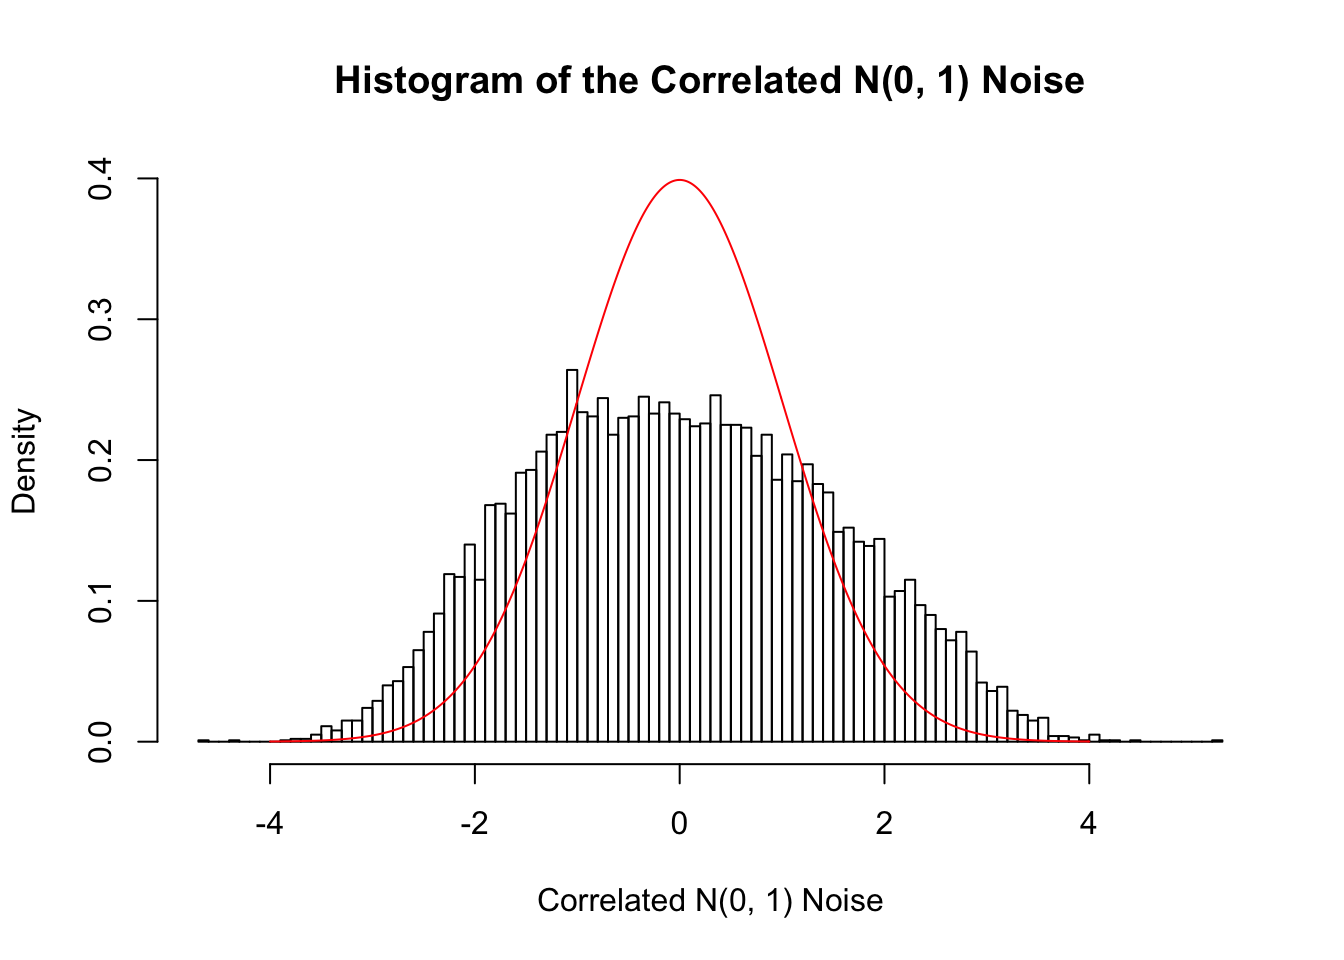 Histogram of the Correlated N(0, 1) Noise
0.4
0.3
0.2
0.1
0.0
Density
-4 -2 0 2 4
Correlated N(0, 1) Noise